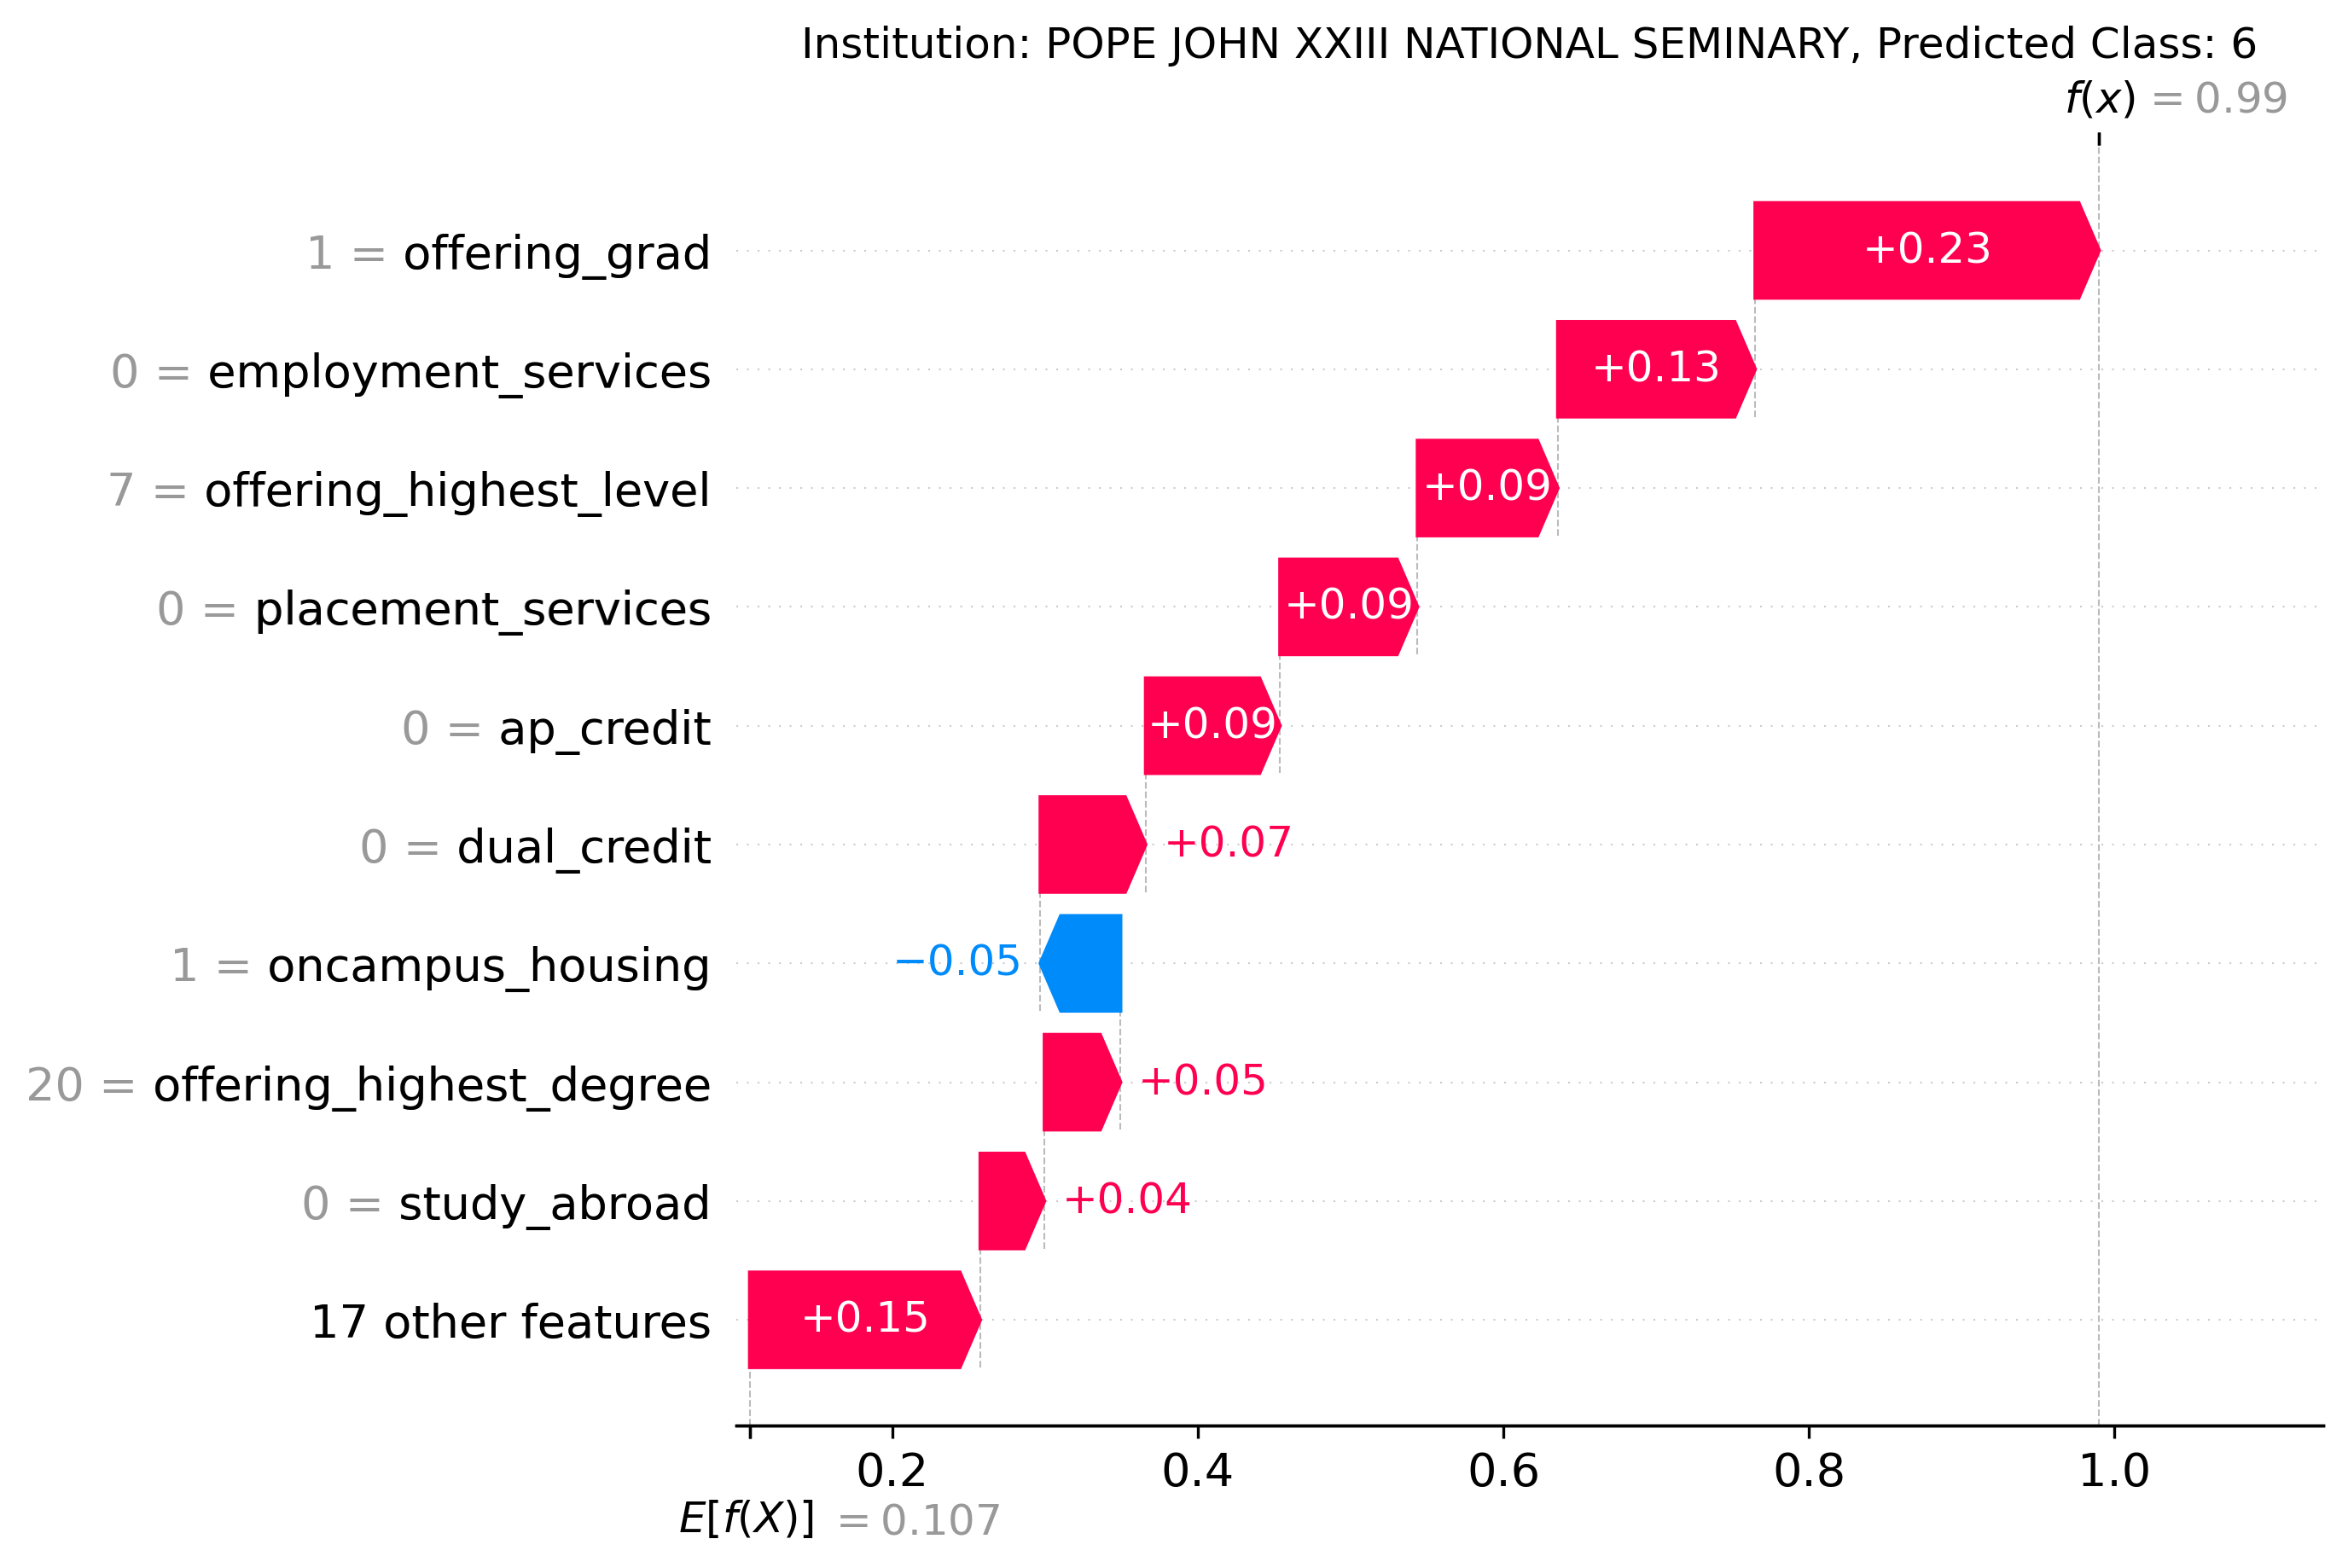 Institution: POPE JOHN XXIII NATIONAL SEMINARY, Predicted Class: 6
f(x) = 0.99
1 = offering_grad +0.23
0 = employment_services +0.13
7 = offering_highest_level +0.09
0 = placement_services +0.09
0 = ap_credit +0.09
0 = dual_credit +0.07
1 = oncampus_housing −0.05
20 = offering_highest_degree +0.05
0 = study_abroad +0.04
17 other features +0.15
0.2 0.4 0.6 0.8 1.0
E[f(X)] = 0.107